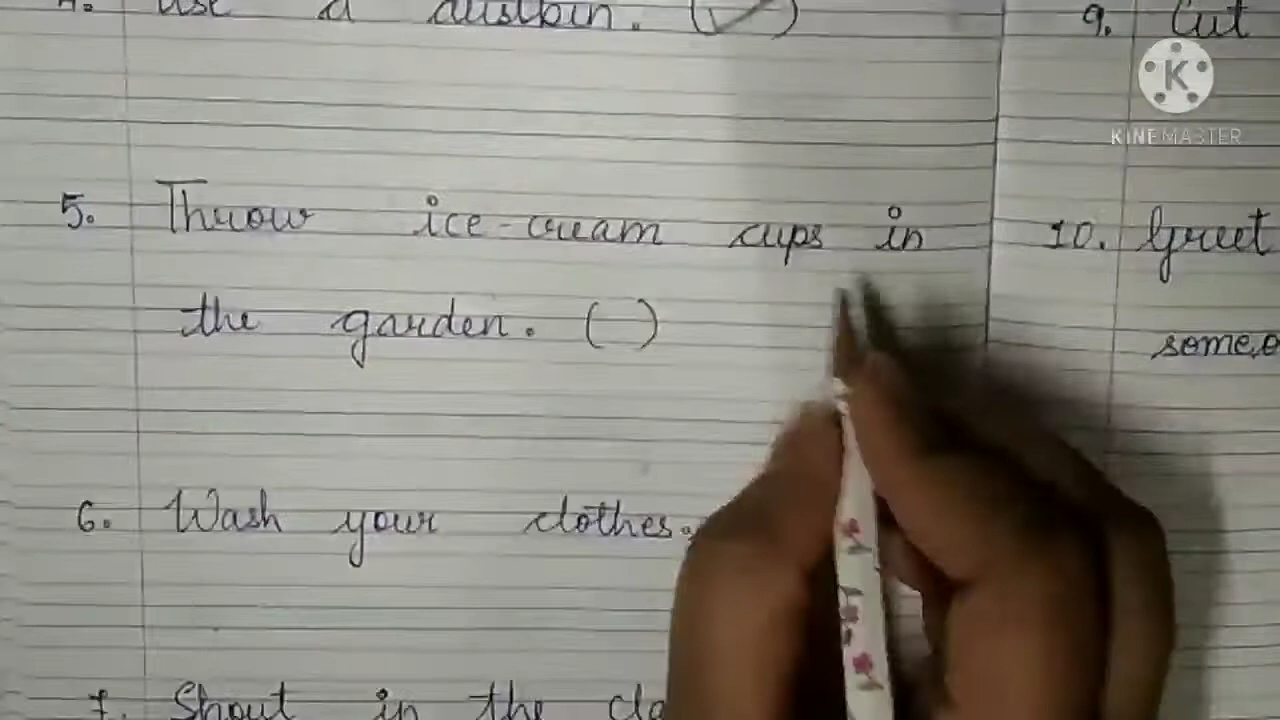 4. Use a dustbin. (✓)
5. Throw ice-cream cups in
the garden. ( )
6. Wash your clothes.
7. Shout in the
9. Cut
10. Greet
KINEMASTER